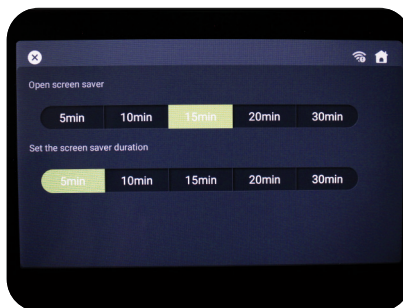 Open screen saver
5min 10min 15min 20min 30min
Set the screen saver duration
5min 10min 15min 20min 30min